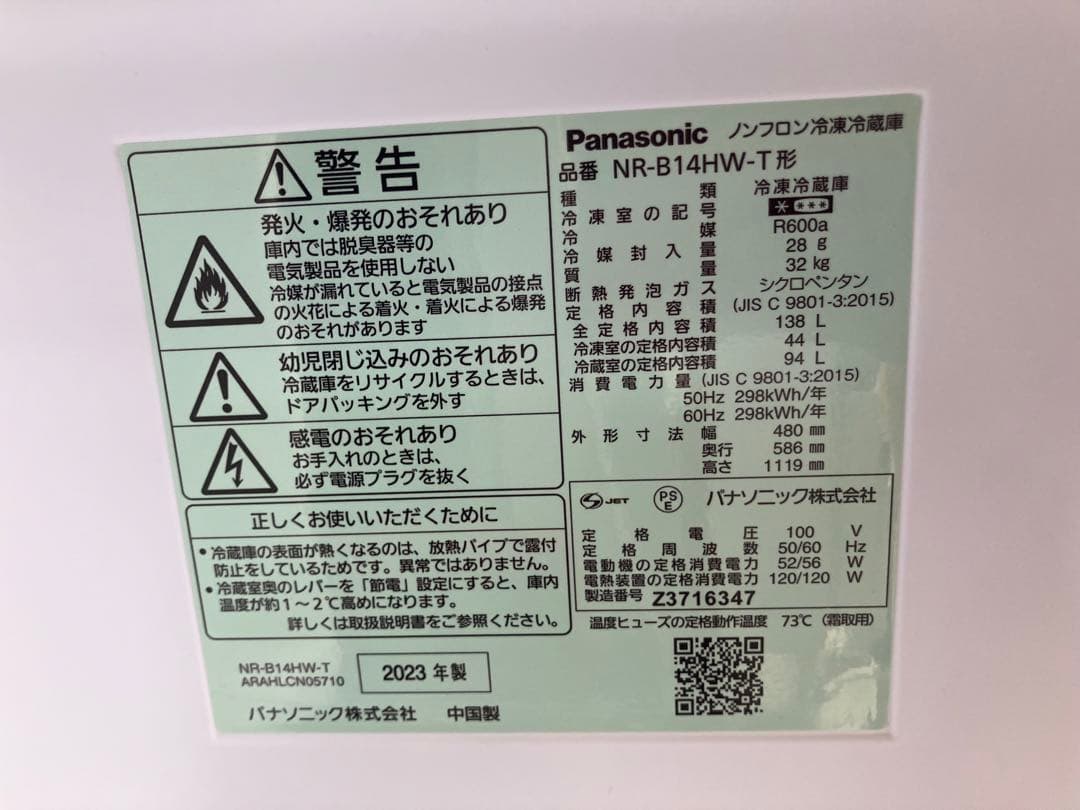 警告
発火・爆発のおそれあり
庫内では脱臭器等の
電気製品を使用しない
冷媒が漏れていると電気製品の接点
の火花による着火・着火による爆発
のおそれがあります
幼児閉じ込みのおそれあり
冷蔵庫をリサイクルするときは、
ドアパッキングを外す
感電のおそれあり
お手入れのときは、
必ず電源プラグを抜く
正しくお使いいただくために
・冷蔵庫の表面が熱くなるのは、放熱パイプで露付
防止をしているためです。異常ではありません。
・冷蔵室奥のレバーを「節電」設定にすると、庫内
温度が約1〜2℃高めになります。
詳しくは取扱説明書をご参照ください。
NR-B14HW-T
ARAHLCN05710
2023 年製
パナソニック株式会社 中国製
Panasonic ノンフロン冷凍冷蔵庫
品番 NR-B14HW-T形
種類 冷凍冷蔵庫
冷凍室の記号 * ***
冷媒 R600a
冷媒封入量 28 g
質量 32 kg
断熱発泡ガス シクロペンタン
定格内容積 (JIS C 9801-3:2015)
全定格内容積 138 L
冷凍室の定格内容積 44 L
冷蔵室の定格内容積 94 L
消費電力量 (JIS C 9801-3:2015)
50Hz 298kWh/年
60Hz 298kWh/年
外形寸法 幅 480 mm
奥行 586 mm
高さ 1119 mm
JET PS E パナソニック株式会社
定格電圧 100 V
定格周波数 50/60 Hz
電動機の定格消費電力 52/56 W
電熱装置の定格消費電力 120/120 W
製造番号 Z3716347
温度ヒューズの定格動作温度 73℃（霜取用）